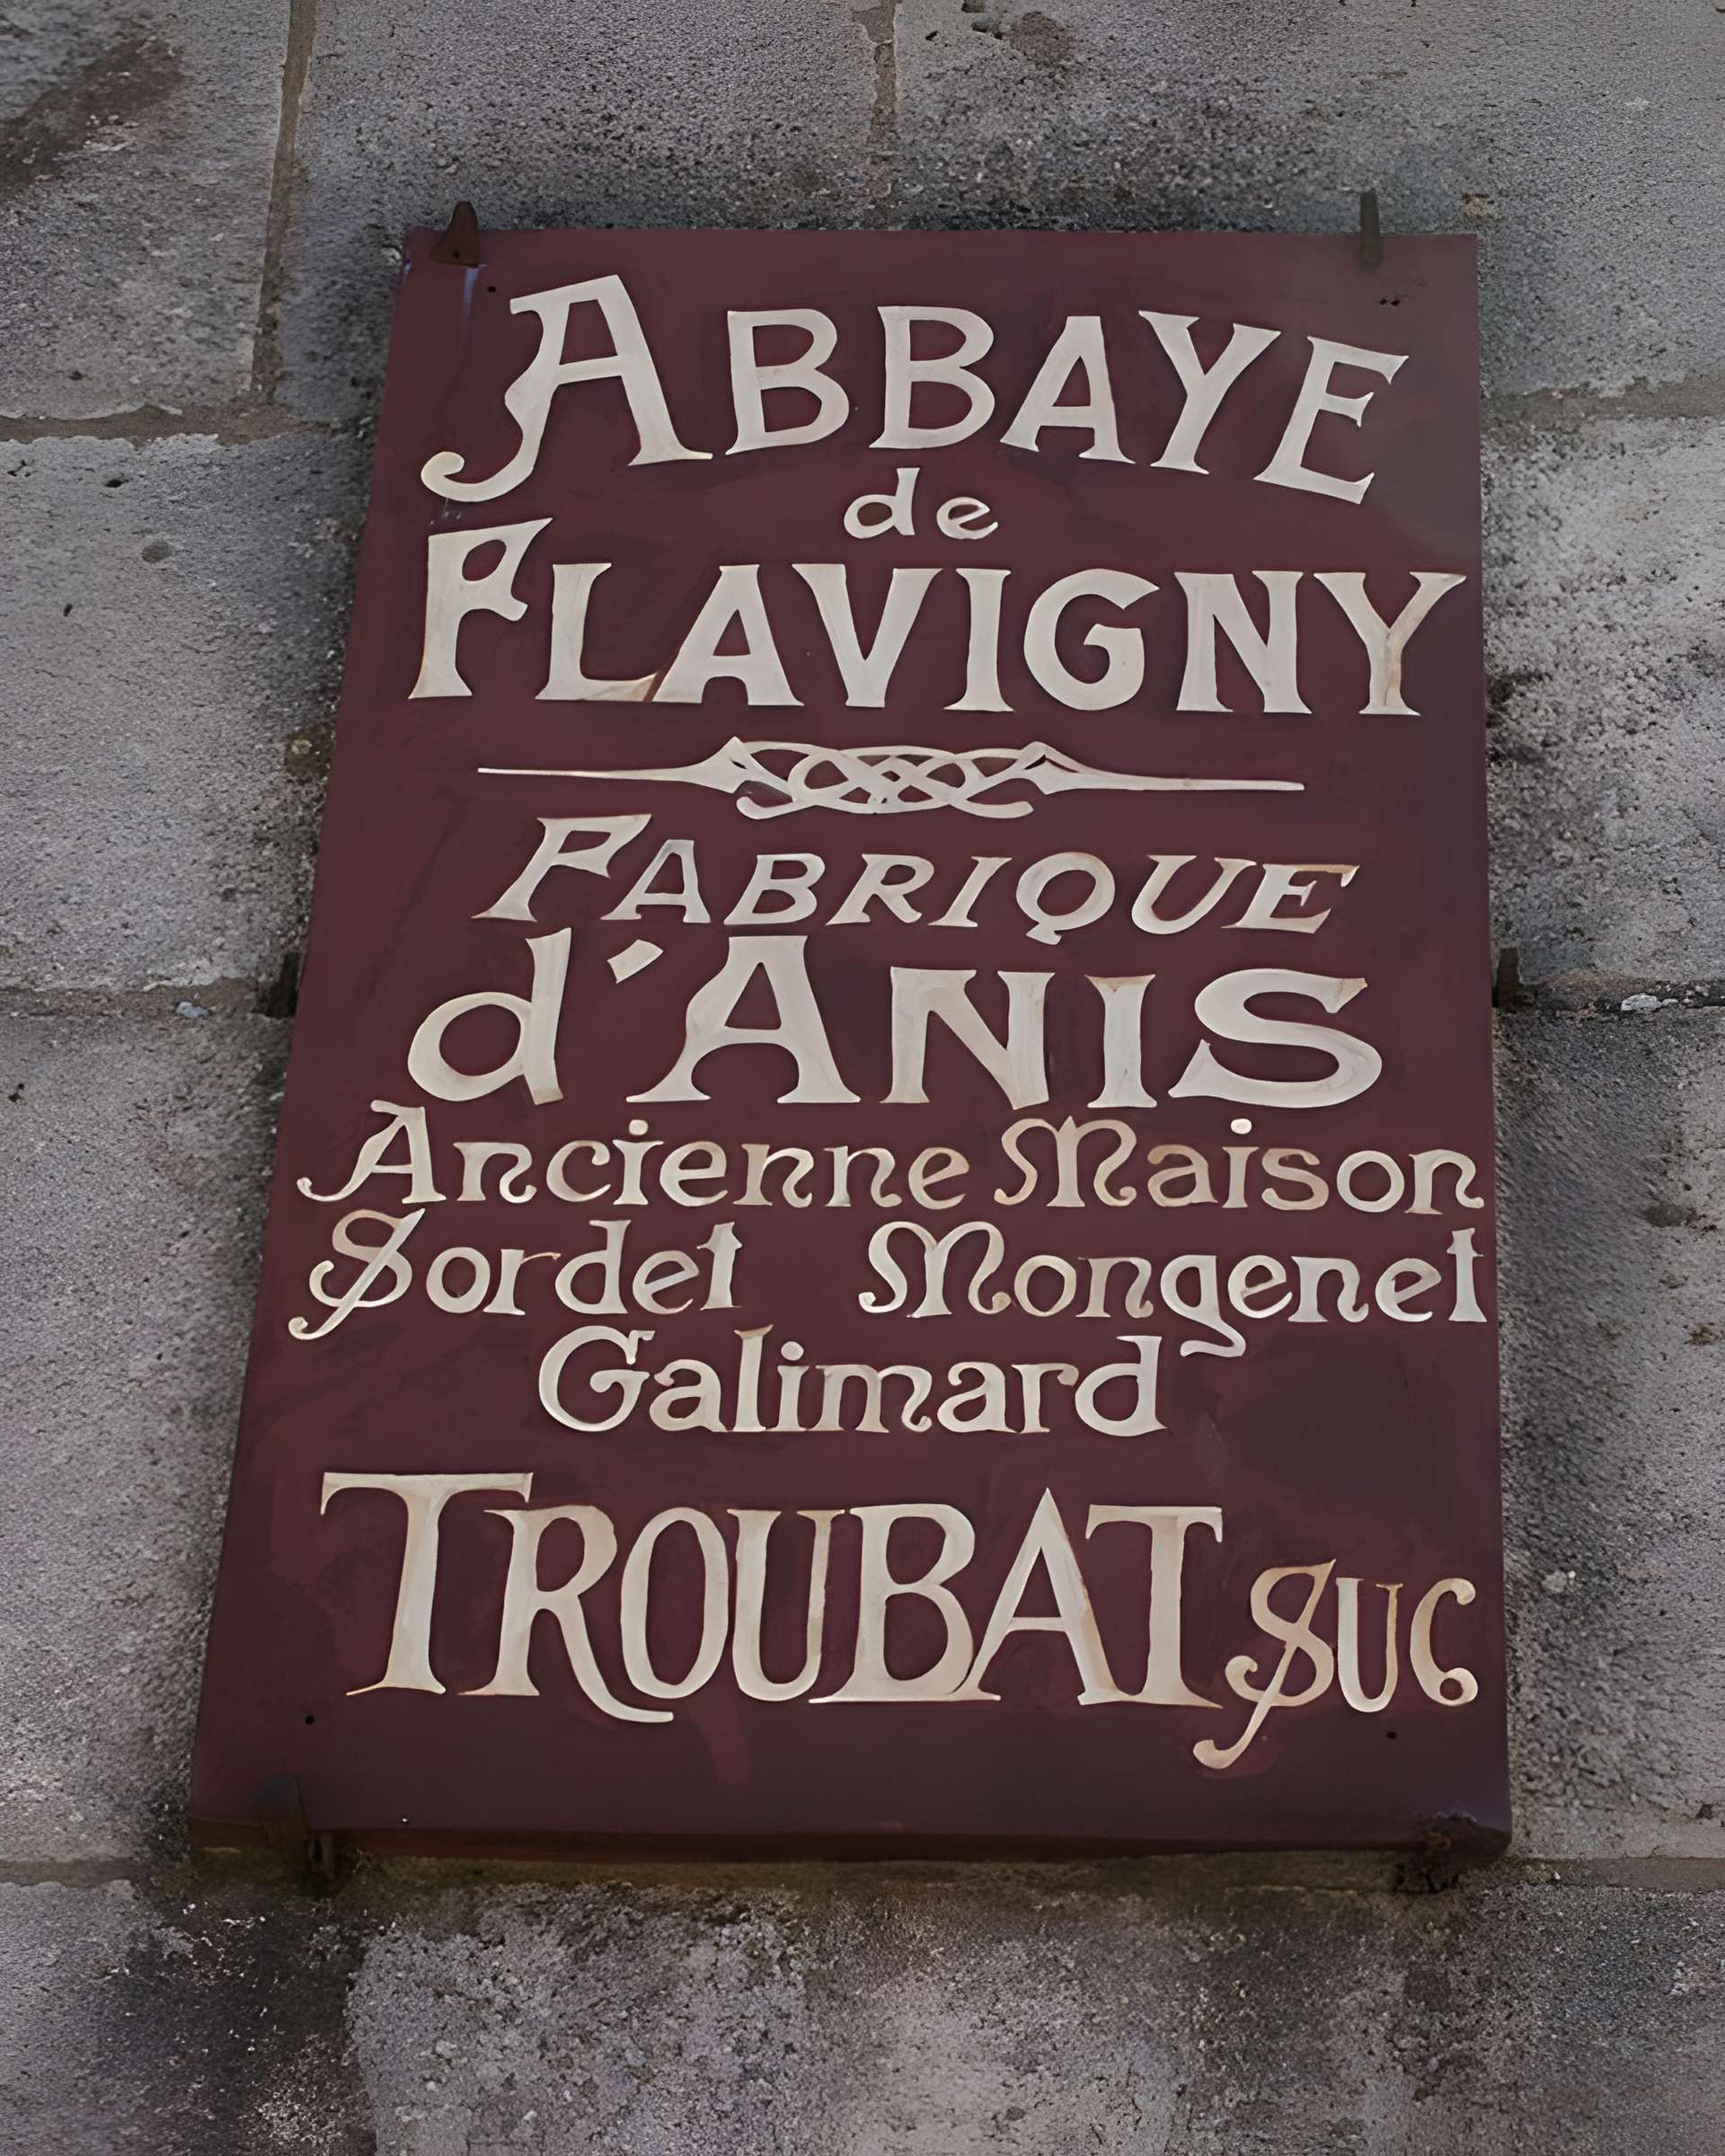 ABBAYE
de
FLAVIGNY
FABRIQUE
d'ANIS
Ancienne Maison
Sordet Mongenet
Galimard
TROUBAT SUC